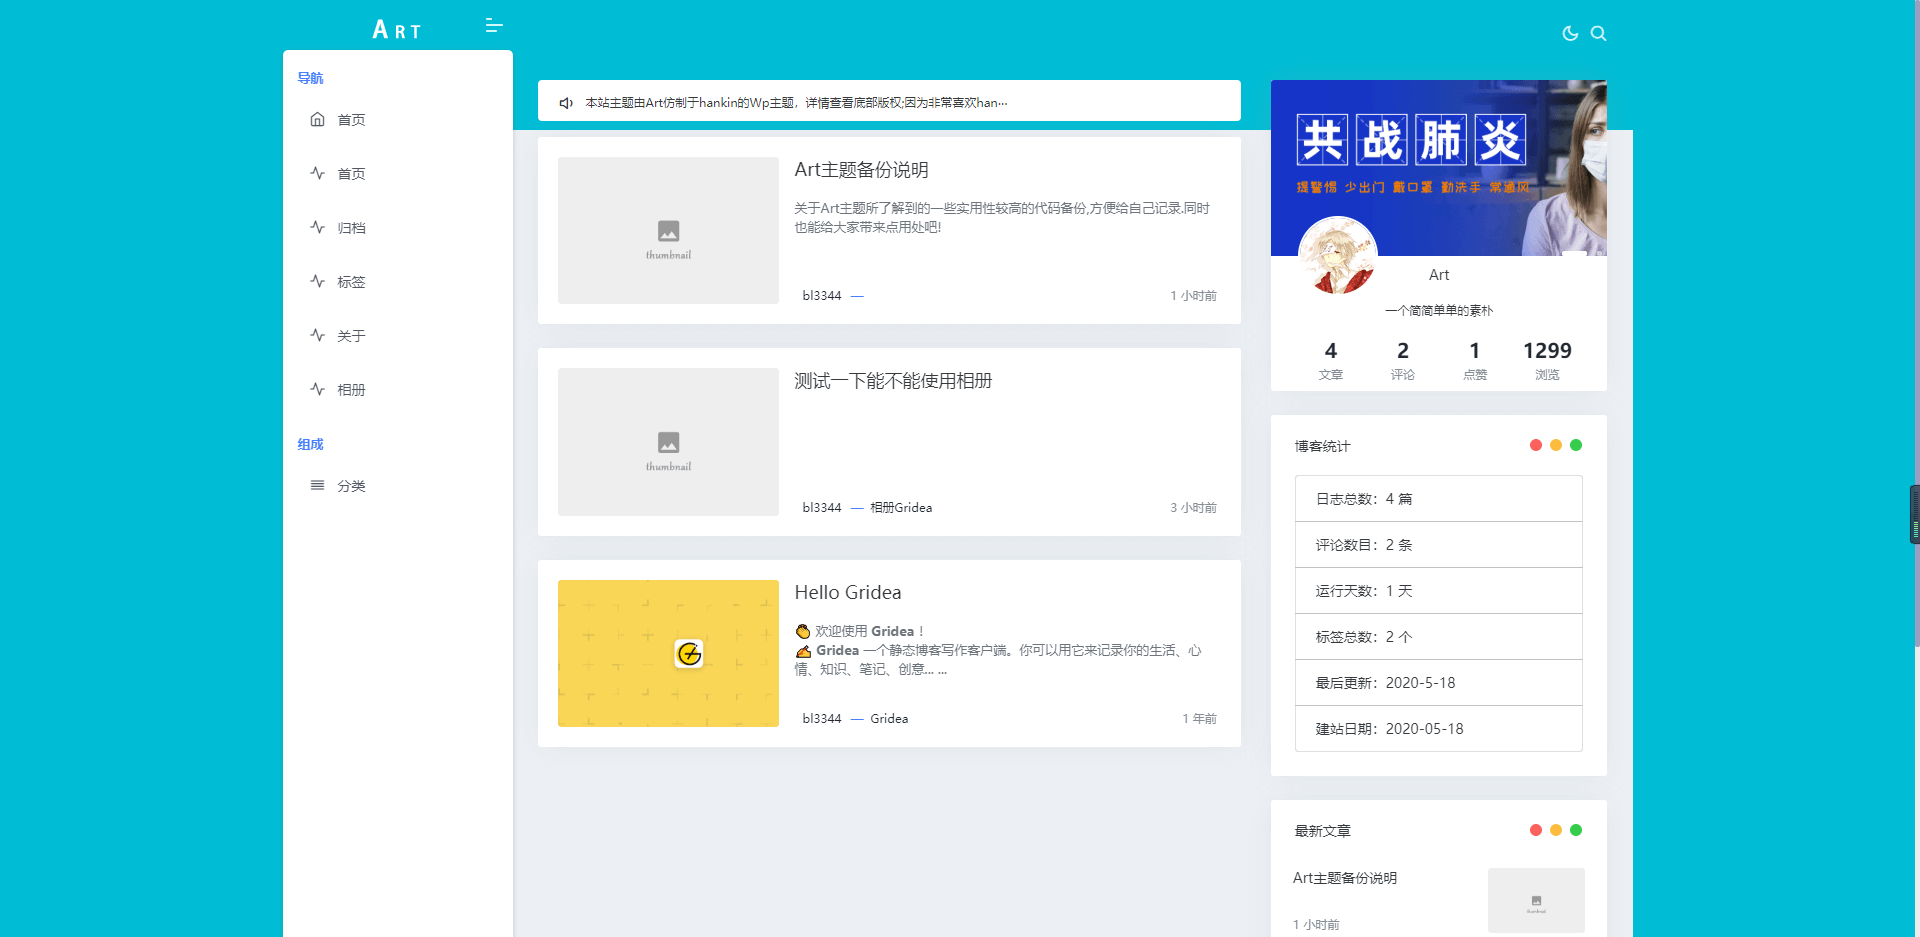 ART
导航
首页
首页
归档
标签
关于
相册
组成
分类
本站主题由Art仿制于hankin的Wp主题，详情查看底部版权;因为非常喜欢han···
thumbnail
Art主题备份说明
关于Art主题所了解到的一些实用性较高的代码备份,方便给自己记录.同时
也能给大家带来点用处吧!
bl3344 — 1 小时前
thumbnail
测试一下能不能使用相册
bl3344 — 相册Gridea 3 小时前
Hello Gridea
👏 欢迎使用 Gridea！
✍️ Gridea 一个静态博客写作客户端。你可以用它来记录你的生活、心
情、知识、笔记、创意... ...
bl3344 — Gridea 1 年前
共战肺炎
提警惕 少出门 戴口罩 勤洗手 常通风
Art
一个简简单单的素朴
4 2 1 1299
文章 评论 点赞 浏览
博客统计
日志总数：4 篇
评论数目：2 条
运行天数：1 天
标签总数：2 个
最后更新：2020-5-18
建站日期：2020-05-18
最新文章
Art主题备份说明
1 小时前
thumbnail